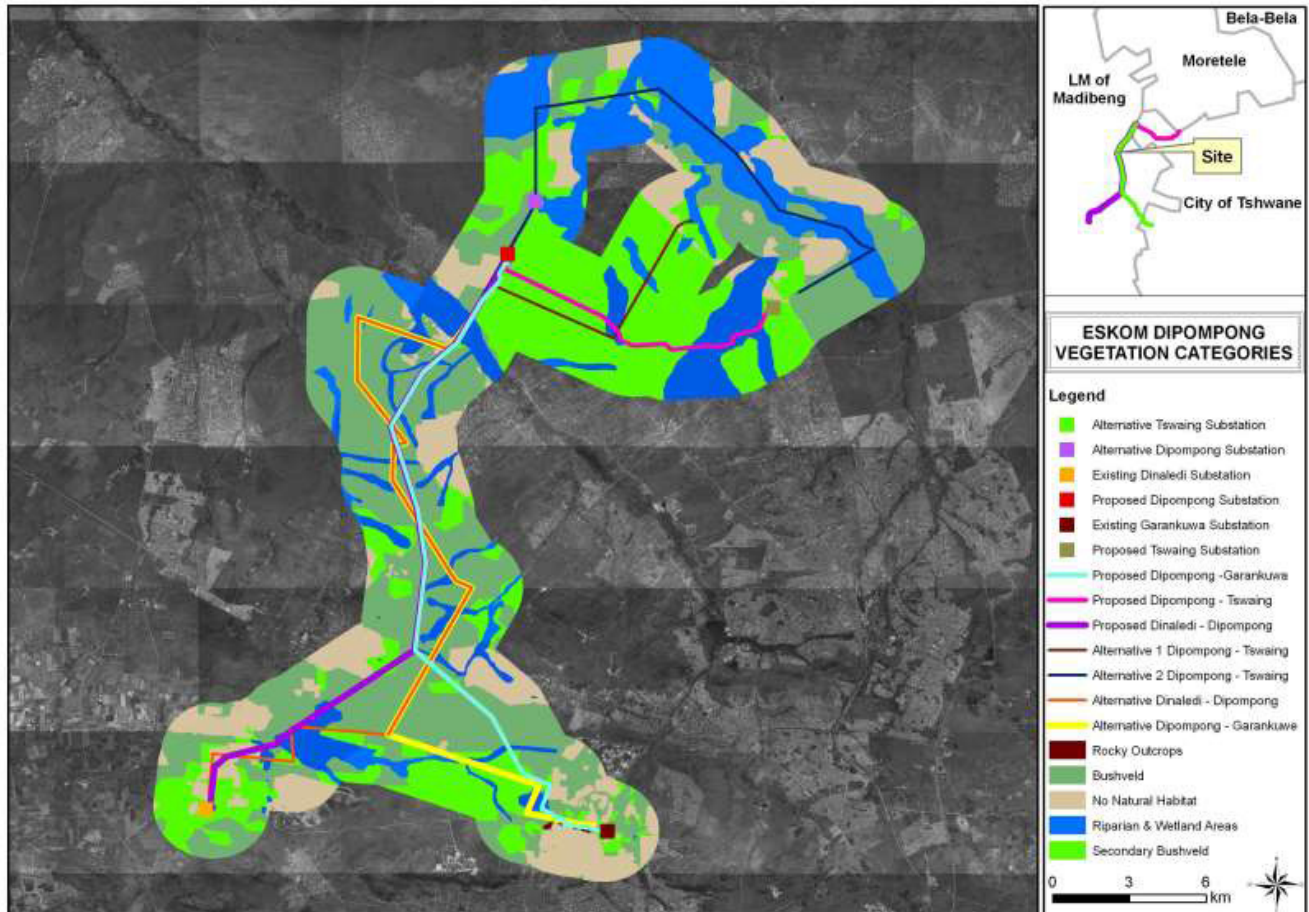 Bela-Bela
Moretele
LM of
Madibeng
Site
City of Tshwane
ESKOM DIPOMPONG
VEGETATION CATEGORIES
Legend
Alternative Tswaing Substation
Alternative Dipompong Substation
Existing Dinaledi Substation
Proposed Dipompong Substation
Existing Garankuwa Substation
Proposed Tswaing Substation
Proposed Dipompong -Garankuwa
Proposed Dipompong - Tswaing
Proposed Dinaledi - Dipompong
Alternative 1 Dipompong - Tswaing
Alternative 2 Dipompong - Tswaing
Alternative Dinaledi - Dipompong
Alternative Dipompong - Garankuwe
Rocky Outcrops
Bushveld
No Natural Habitat
Riparian & Wetland Areas
Secondary Bushveld
0 3 6
km